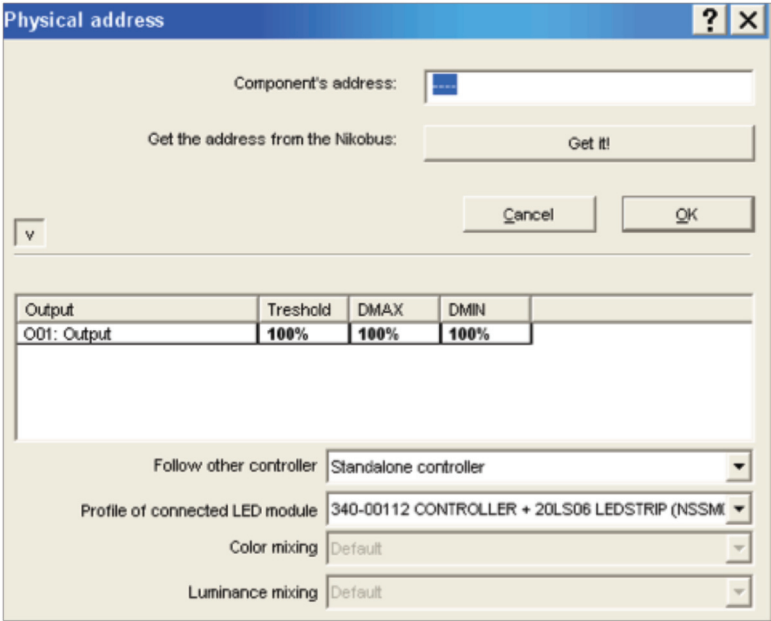 Physical address
Component's address: ----
Get the address from the Nikobus: Get it!
Cancel OK
v
Output Treshold DMAX DMIN
O01: Output 100% 100% 100%
Follow other controller Standalone controller
Profile of connected LED module 340-00112 CONTROLLER + 20LS06 LEDSTRIP
Color mixing Default
Luminance mixing Default